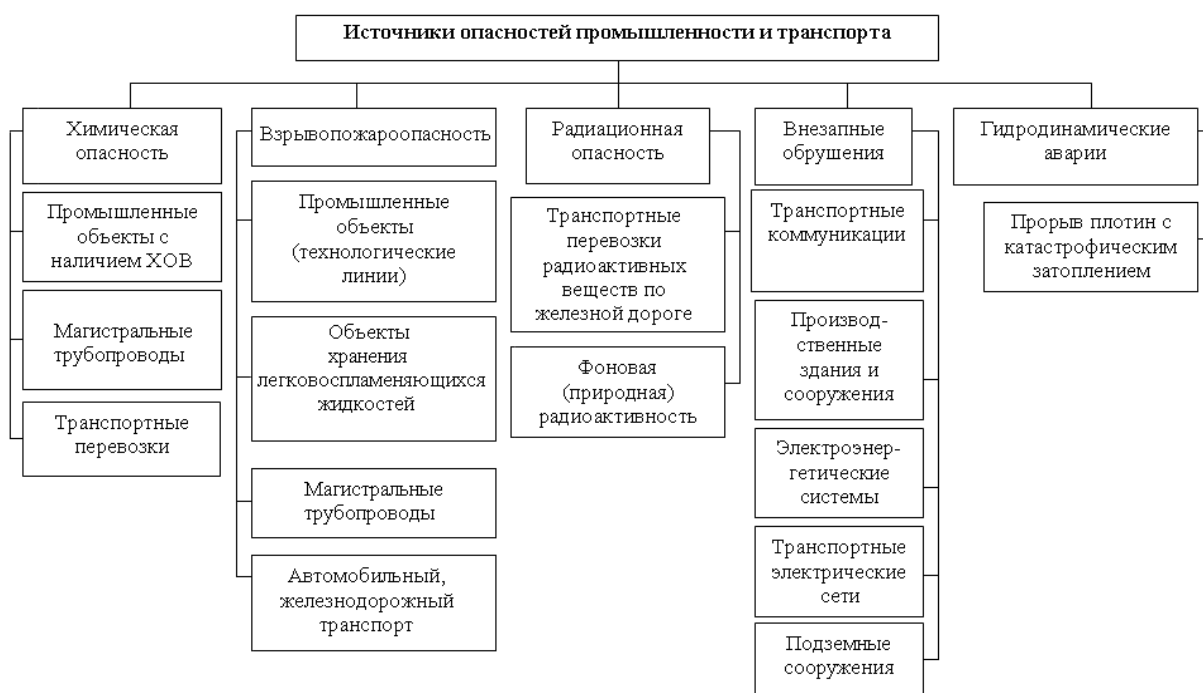 Источники опасностей промышленности и транспорта
Химическая
опасность
Промышленные
объекты с
наличием ХОВ
Магистральные
трубопроводы
Транспортные
перевозки
Взрывопожароопасность
Промышленные
объекты
(технологические
линии)
Объекты
хранения
легковоспламеняющихся
жидкостей
Магистральные
трубопроводы
Автомобильный,
железнодорожный
транспорт
Радиационная
опасность
Транспортные
перевозки
радиоактивных
веществ по
железной дороге
Фоновая
(природная)
радиоактивность
Внезапные
обрушения
Транспортные
коммуникации
Производ-
ственные
здания и
сооружения
Электроэнер-
гетические
системы
Транспортные
электрические
сети
Подземные
сооружения
Гидродинамические
аварии
Прорыв плотин с
катастрофическим
затоплением